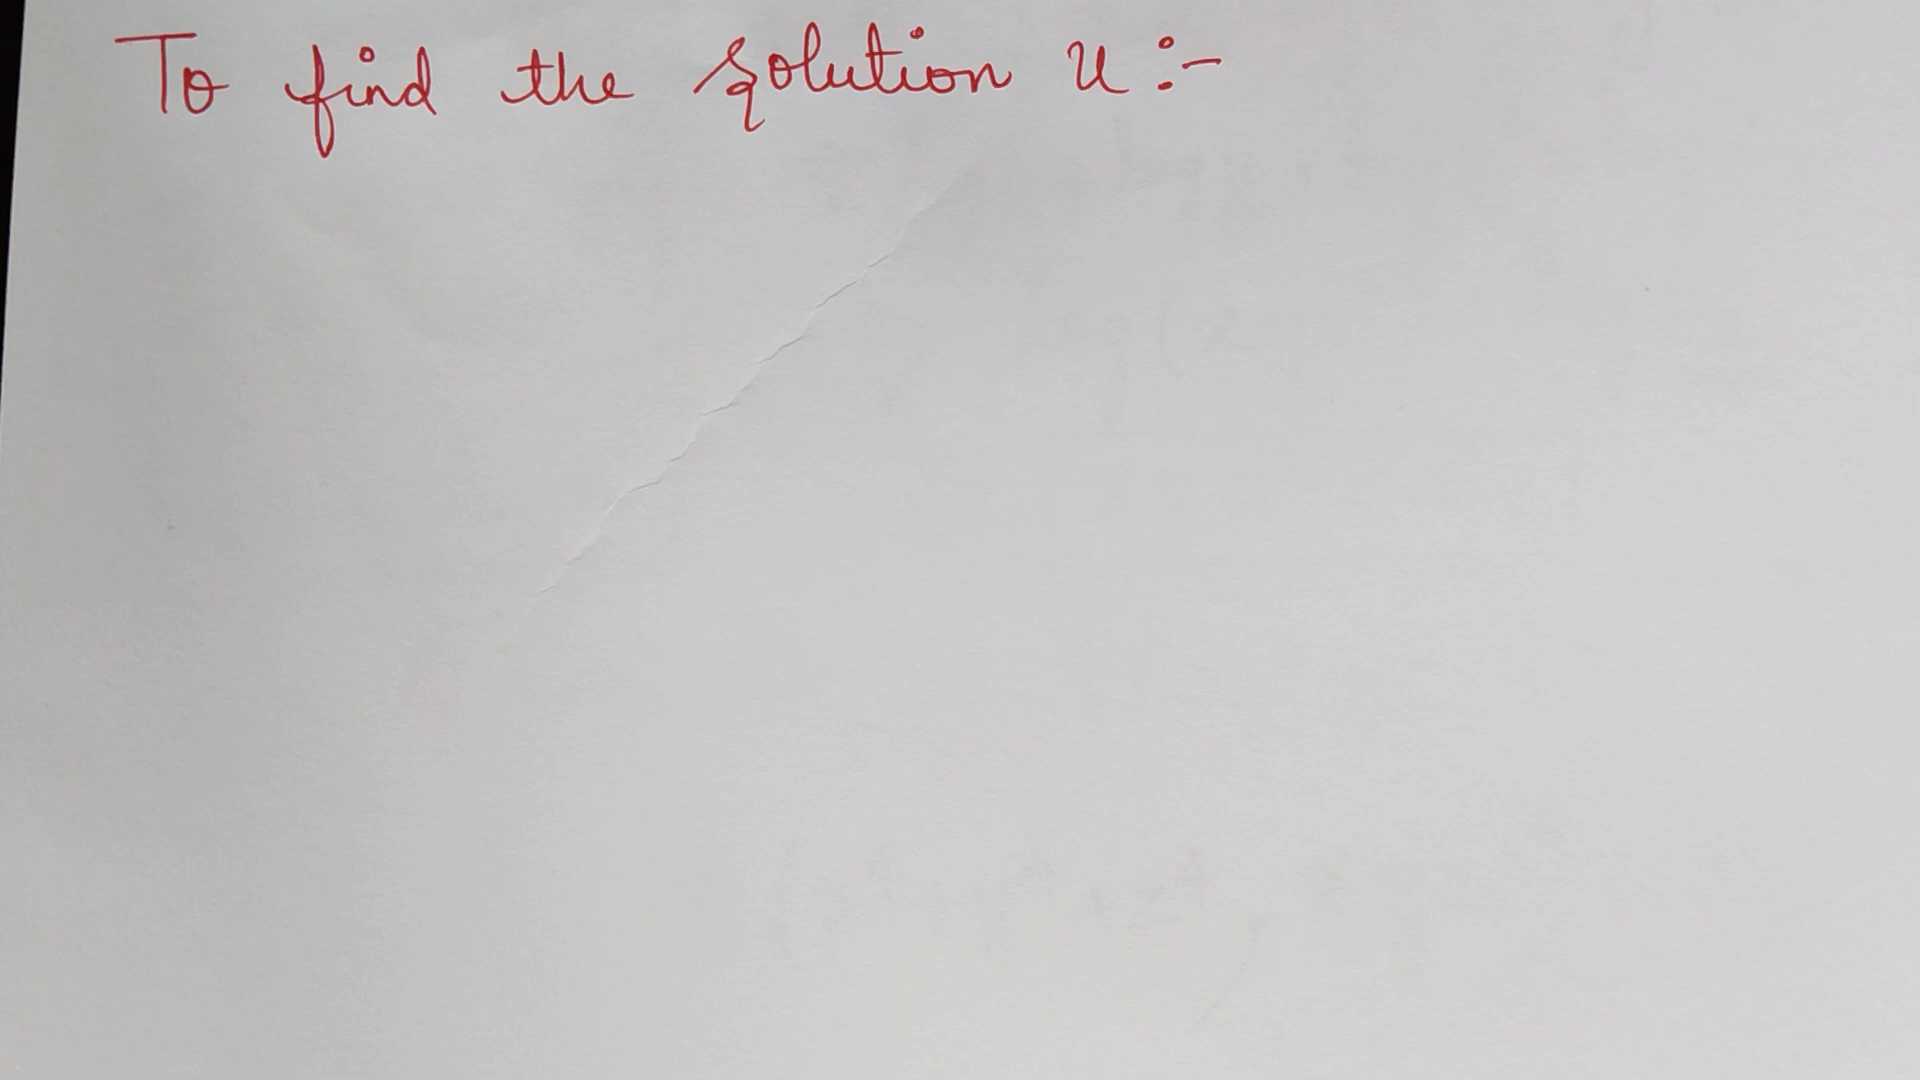 To find the solution u :-